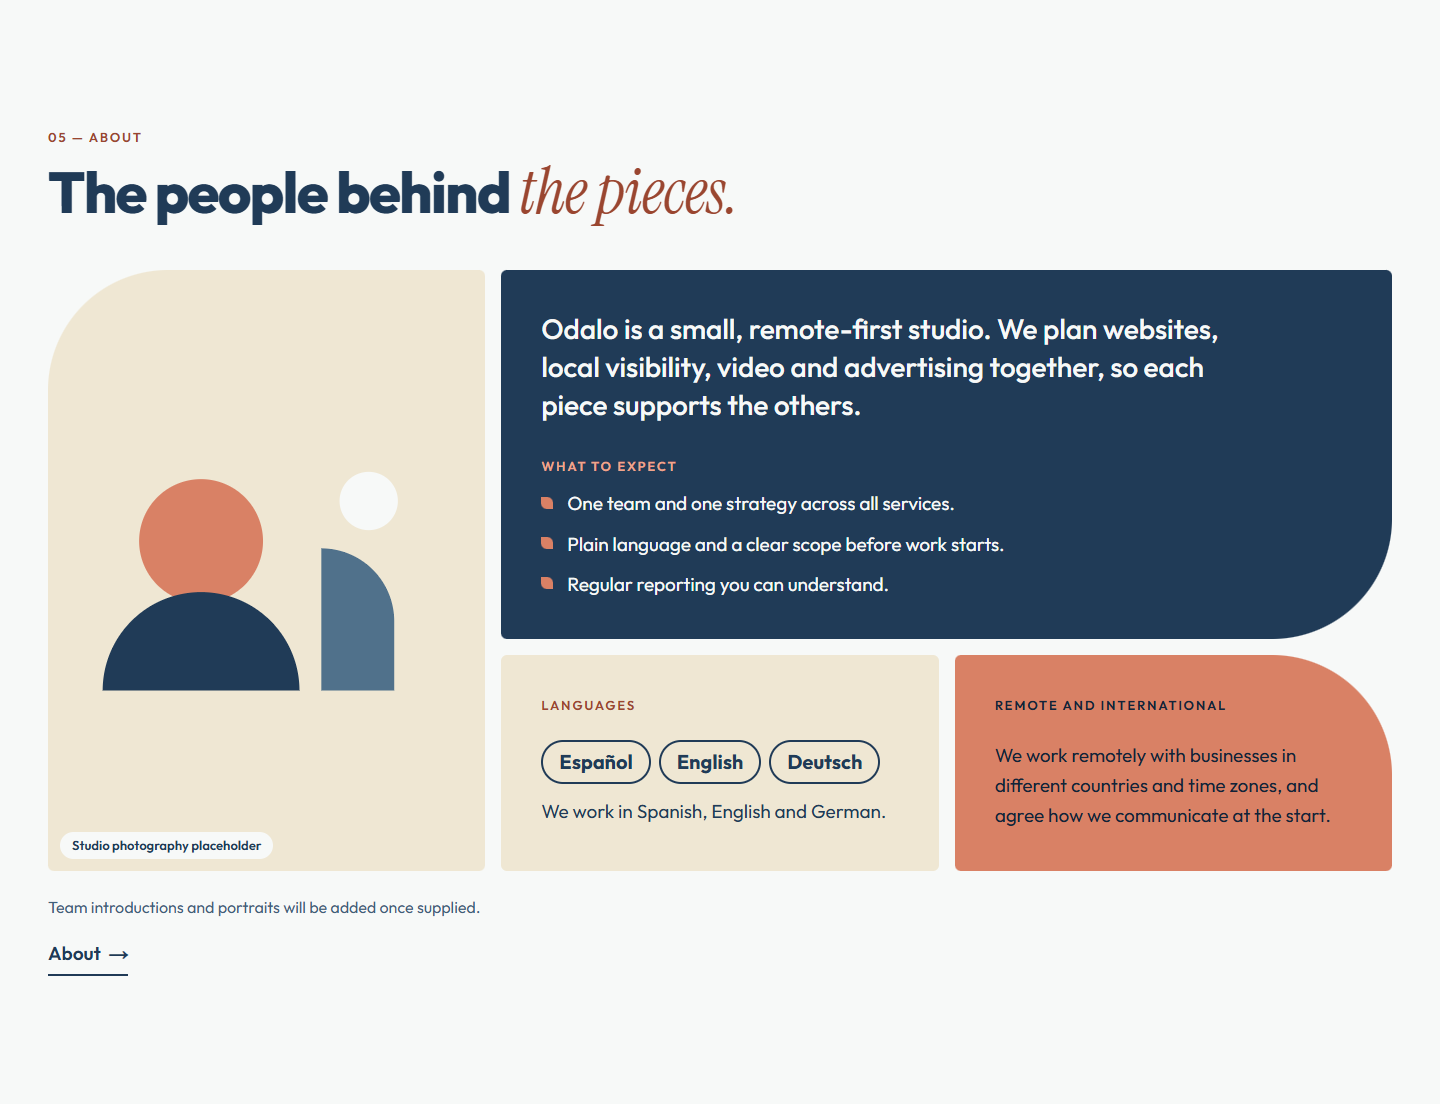 05 — ABOUT
The people behind the pieces.
Odalo is a small, remote-first studio. We plan websites,
local visibility, video and advertising together, so each
piece supports the others.
WHAT TO EXPECT
One team and one strategy across all services.
Plain language and a clear scope before work starts.
Regular reporting you can understand.
LANGUAGES
Español English Deutsch
We work in Spanish, English and German.
REMOTE AND INTERNATIONAL
We work remotely with businesses in
different countries and time zones, and
agree how we communicate at the start.
Studio photography placeholder
Team introductions and portraits will be added once supplied.
About →